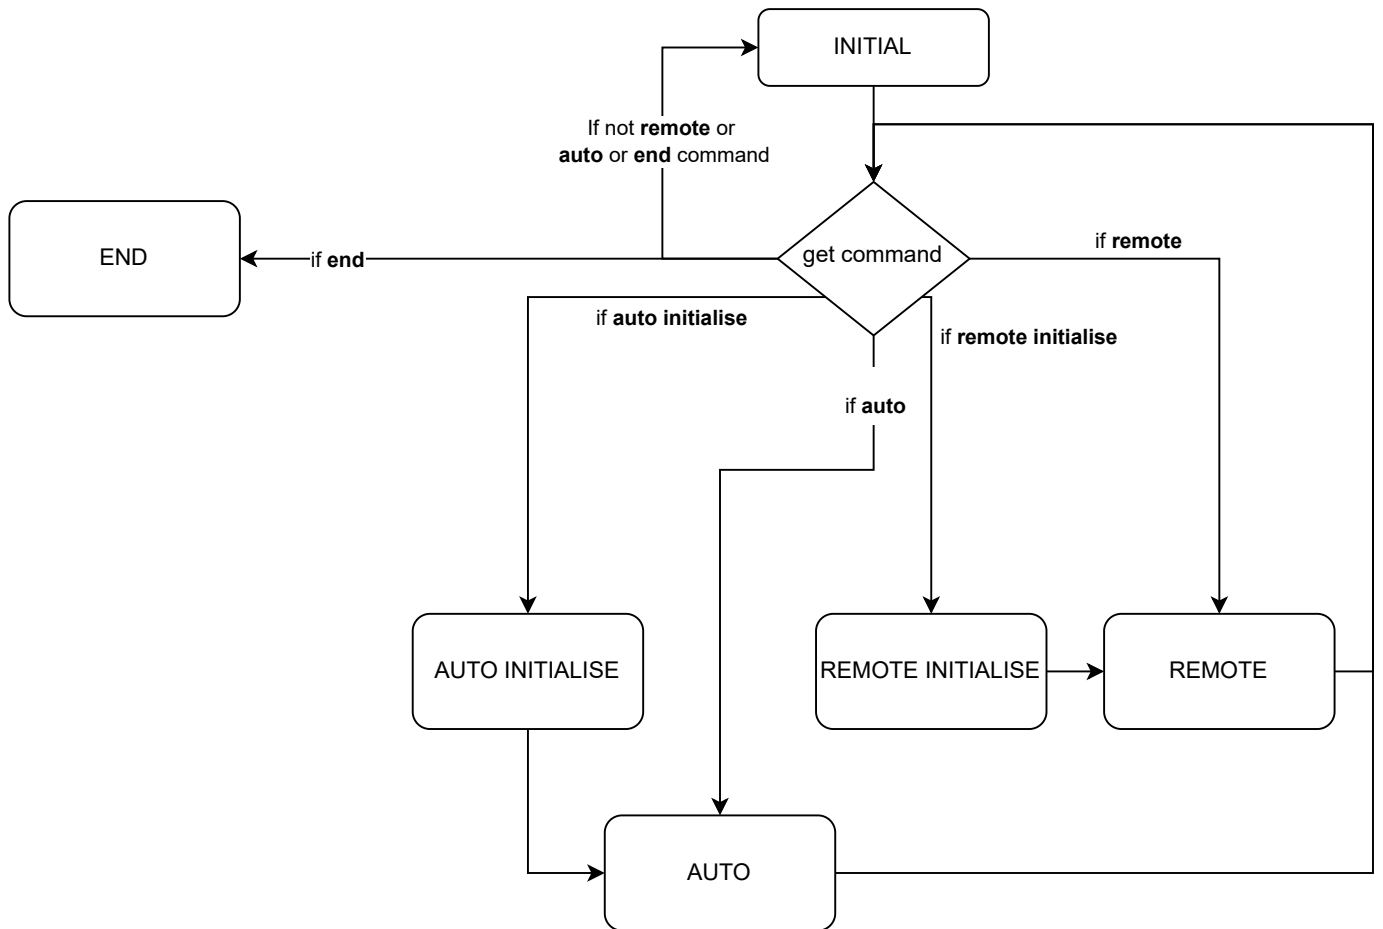 INITIAL
If not remote or
auto or end command
if remote
get command
END
if end
if auto initialise
if remote initialise
if auto
AUTO INITIALISE
REMOTE INITIALISE
REMOTE
AUTO